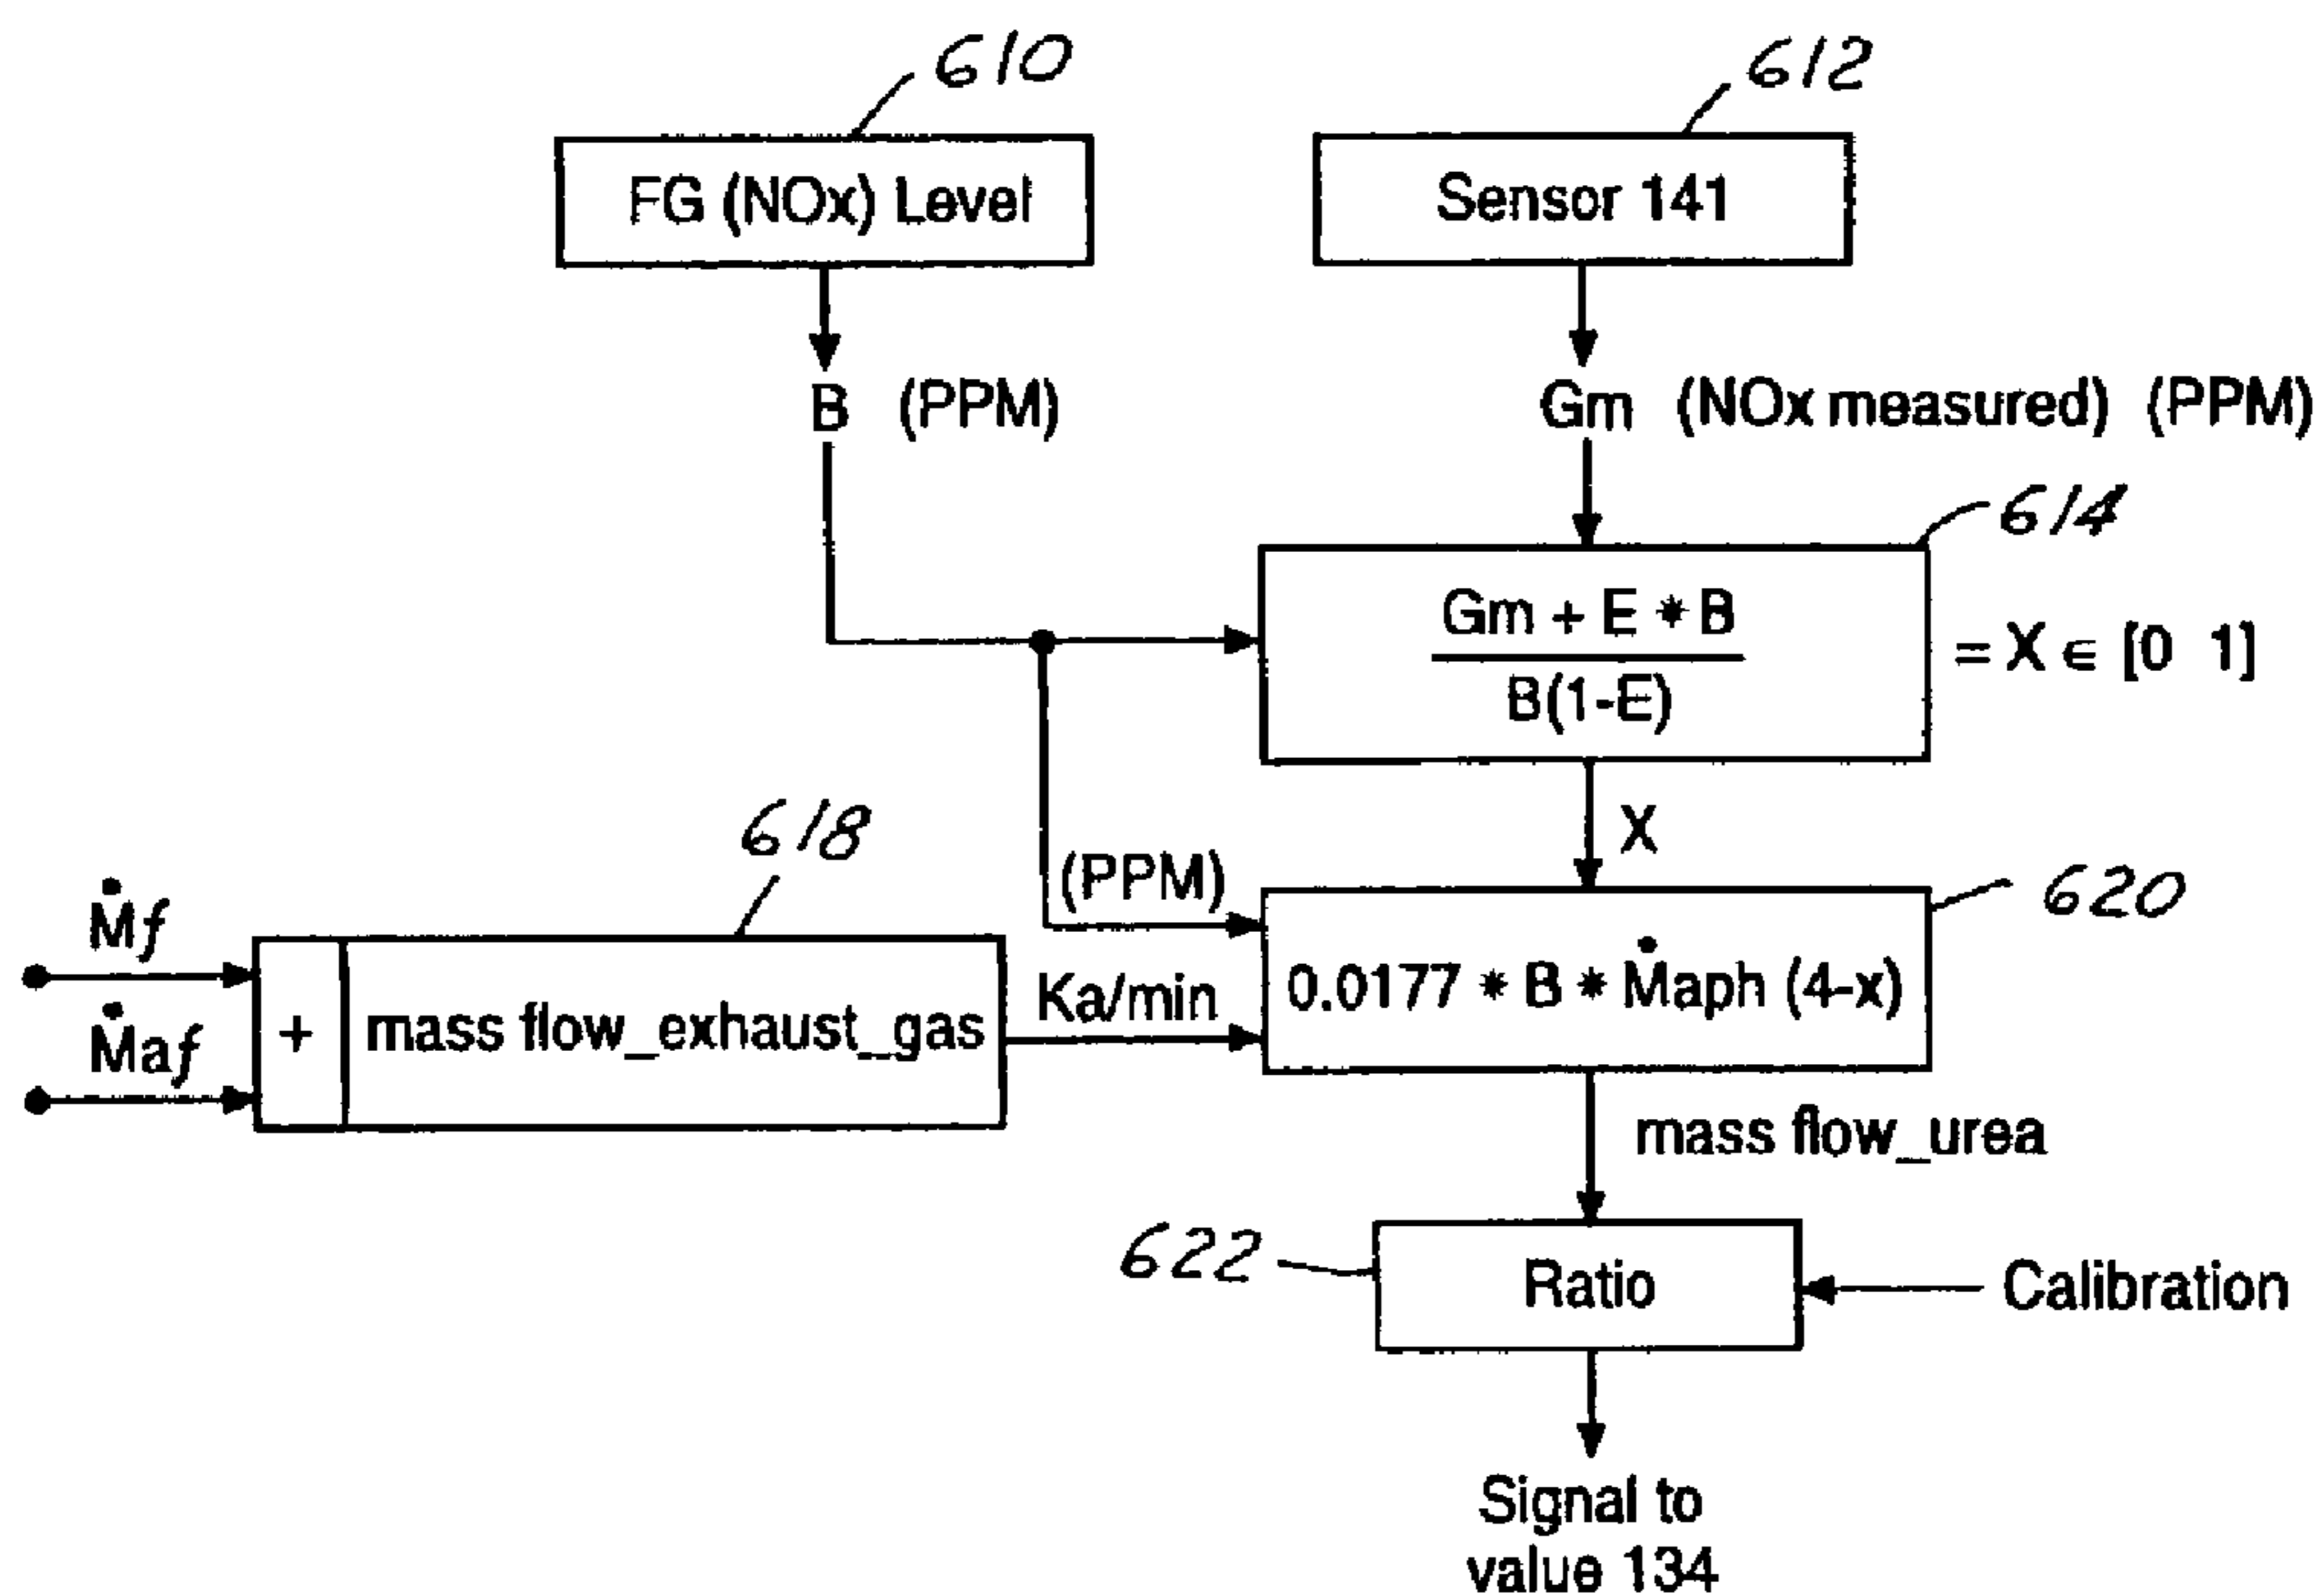 610
612
FG (NOx) Level
Sensor 141
B (PPM)
Gm (NOx measured) (PPM)
614
Gm + E * B
B(1-E)
= X ∈ [0 1]
X
618
(PPM)
620
Ṁf
Ṁaf
+
mass flow_exhaust_gas
Ka/min
0.0177 * B * Ṁaph (4-x)
mass flow_urea
622
Ratio
Calibration
Signal to
value 134